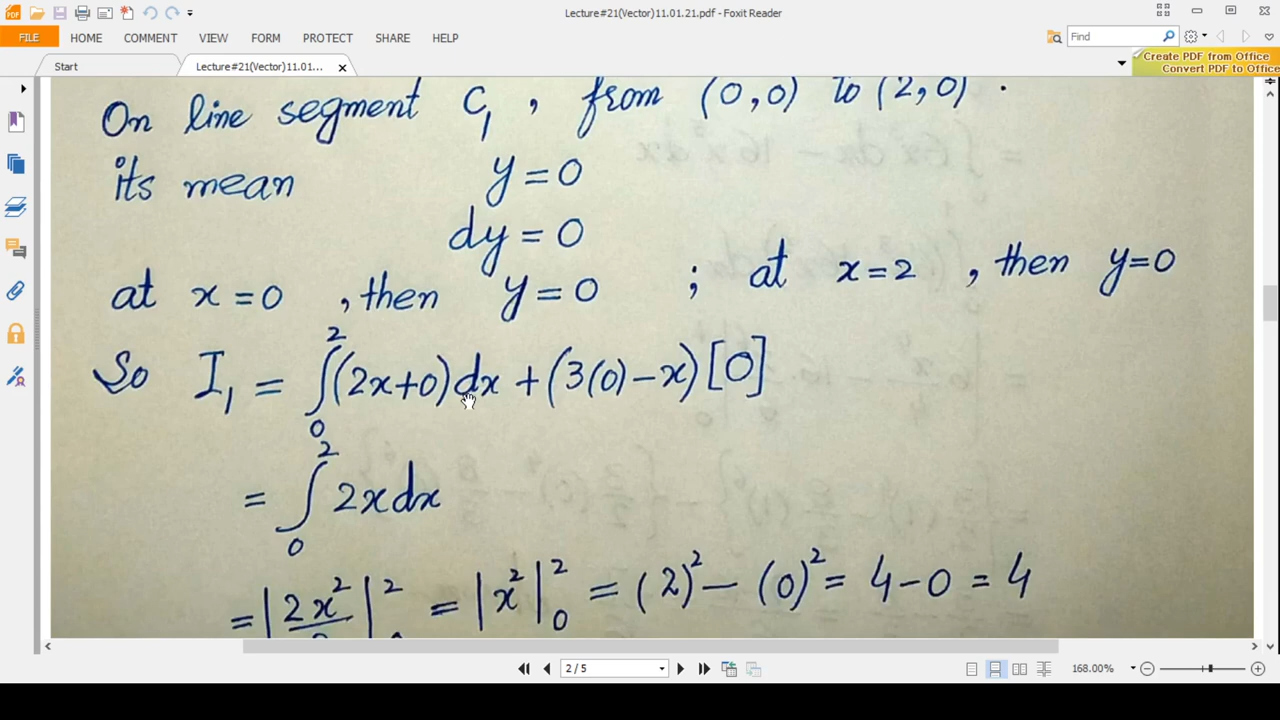 Lecture#21(Vector)11.01.21.pdf - Foxit Reader
FILE HOME COMMENT VIEW FORM PROTECT SHARE HELP
Find
Create PDF from Office
Convert PDF to Office
Start Lecture#21(Vector)11.01...
On line segment C₁ , from (0,0) to (2,0) .
its mean y = 0
dy = 0
at x = 0 , then y = 0 ; at x = 2 , then y = 0
So I₁ = ∫₀² (2x+0)dx + (3(0) − x)[0]
= ∫₀² 2x dx
= |2x²/ |² = |x²|₀² = (2)² − (0)² = 4 − 0 = 4
2 / 5
168.00%